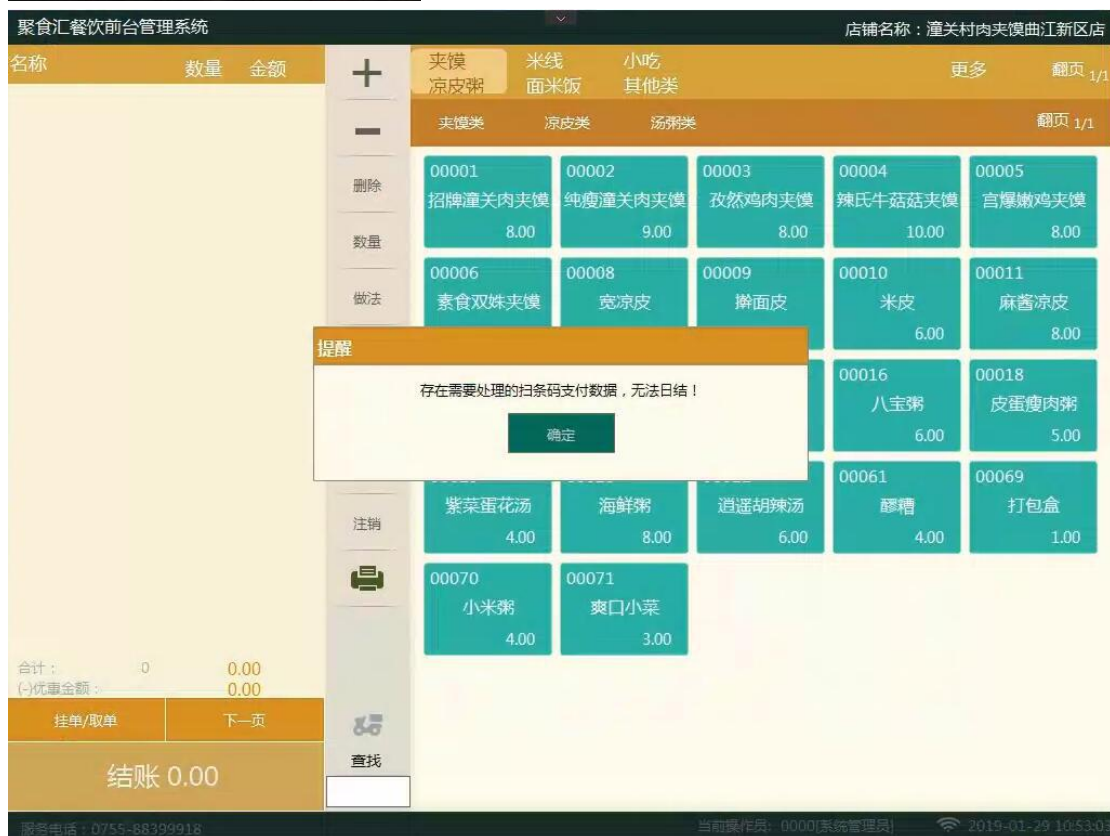 聚食汇餐饮前台管理系统
店铺名称：潼关村肉夹馍曲江新区店
名称 数量 金额
夹馍 米线 小吃
凉皮粥 面米饭 其他类
更多 翻页 1/1
夹馍类 凉皮类 汤粥类 翻页 1/1
删除
数量
做法
注销
查找
00001 00002 00003 00004 00005
招牌潼关肉夹馍 纯瘦潼关肉夹馍 孜然鸡肉夹馍 辣氏牛菇菇夹馍 宫爆嫩鸡夹馍
8.00 9.00 8.00 10.00 8.00
00006 00008 00009 00010 00011
素食双姝夹馍 宽凉皮 擀面皮 米皮 麻酱凉皮
6.00 8.00
提醒
存在需要处理的扫条码支付数据，无法日结！
确定
00016 00018
八宝粥 皮蛋瘦肉粥
6.00 5.00
00061 00069
紫菜蛋花汤 海鲜粥 逍遥胡辣汤 醪糟 打包盒
4.00 8.00 6.00 4.00 1.00
00070 00071
小米粥 爽口小菜
4.00 3.00
合计： 0 0.00
(-)优惠金额： 0.00
挂单/取单 下一页
结账 0.00
服务电话：0755-88399918
当前操作员：0000[系统管理员]
2019-01-29 10:53:03